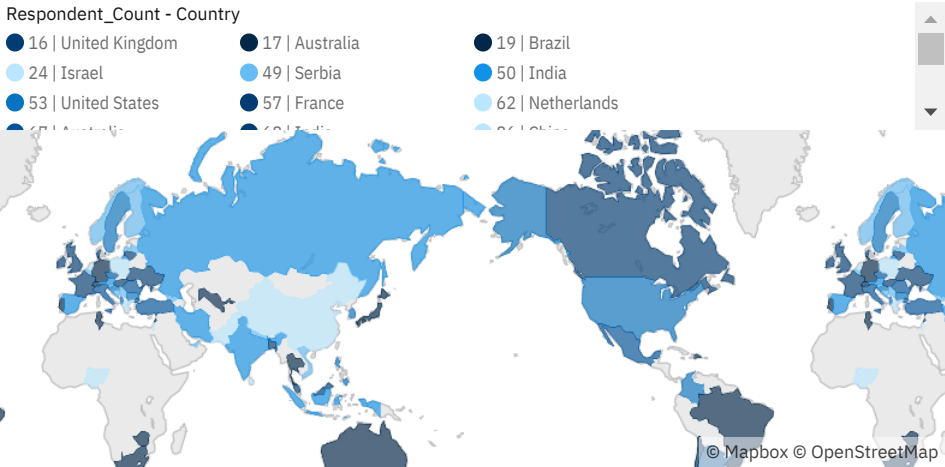 Respondent_Count - Country
16 | United Kingdom 17 | Australia 19 | Brazil
24 | Israel 49 | Serbia 50 | India
53 | United States 57 | France 62 | Netherlands
© Mapbox © OpenStreetMap